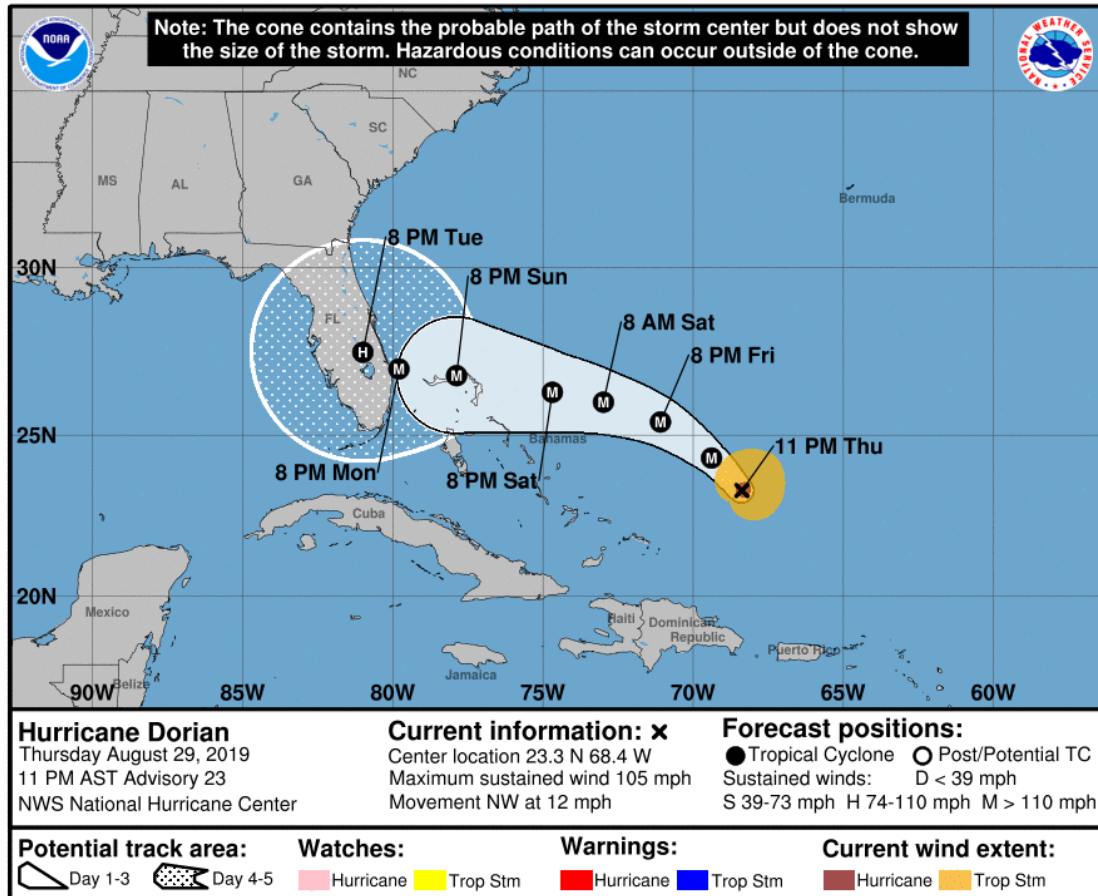 Note: The cone contains the probable path of the storm center but does not show
the size of the storm. Hazardous conditions can occur outside of the cone.
NOAA
NATIONAL WEATHER SERVICE
NC
SC
MS
AL
GA
Bermuda
8 PM Tue
30N
8 PM Sun
FL
8 AM Sat
8 PM Fri
H
M
M
M
M
M
25N
Bahamas
11 PM Thu
M
8 PM Mon
8 PM Sat
Cuba
20N
Mexico
Haiti
Dominican
Republic
Puerto Rico
Jamaica
Belize
90W
85W
80W
75W
70W
65W
60W
Hurricane Dorian
Thursday August 29, 2019
11 PM AST Advisory 23
NWS National Hurricane Center
Current information: ✖
Center location 23.3 N 68.4 W
Maximum sustained wind 105 mph
Movement NW at 12 mph
Forecast positions:
Tropical Cyclone
Post/Potential TC
Sustained winds: D < 39 mph
S 39-73 mph H 74-110 mph M > 110 mph
Potential track area:
Day 1-3
Day 4-5
Watches:
Hurricane
Trop Stm
Warnings:
Hurricane
Trop Stm
Current wind extent:
Hurricane
Trop Stm